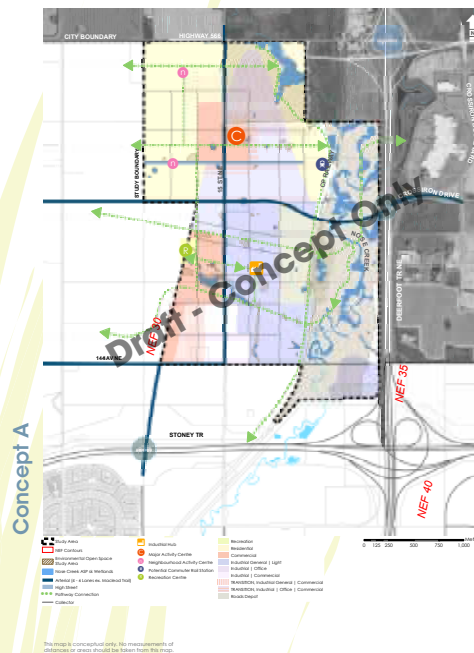 CITY BOUNDARY
HIGHWAY 566
STUDY BOUNDARY
15 ST NE
CP RAILWAY
NOSE CREEK
DEERFOOT TR NE
Draft - Concept Only
144 AV NE
NEF 30
NEF 35
NEF 40
STONEY TR
Concept A
Study Area
NEF Contours
Environmental Open Space
Study Area
Nose Creek ASP as Wetlands
Arterial (4 - 6 Lanes ex. Macleod Trail)
High Street
Pathway Connection
Collector
Industrial Hub
Major Activity Centre
Neighbourhood Activity Centre
Potential Commuter Rail Station
Recreation Centre
Recreation
Residential
Commercial
Industrial General | Light
Industrial | Office
Industrial | Commercial
TRANSITION: Industrial General | Commercial
TRANSITION: Industrial | Office | Commercial
Roads Depot
0 125 250 500 750 1,000
This map is conceptual only. No measurements of
distances or areas should be taken from this map.